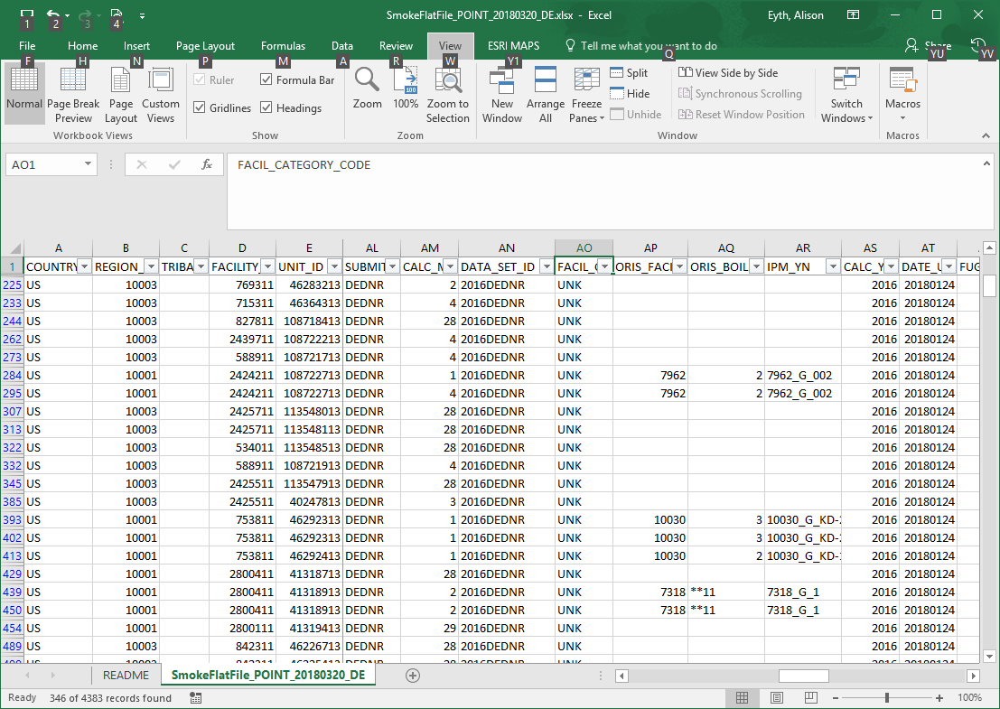 SmokeFlatFile_POINT_20180320_DE.xlsx - Excel Eyth, Alison
1 2 3 4
File Home Insert Page Layout Formulas Data Review View ESRI MAPS Tell me what you want to do Share
F H N P M A R W Y1 Q YU YV
Normal Page Break Preview Page Layout Custom Views
Ruler Formula Bar
Gridlines Headings
Zoom 100% Zoom to Selection
New Window Arrange All Freeze Panes
Split
Hide
Unhide
View Side by Side
Synchronous Scrolling
Reset Window Position
Switch Windows Macros
Workbook Views Show Zoom Window Macros
AO1 fx FACIL_CATEGORY_CODE
A B C D E AL AM AN AO AP AQ AR AS AT
1 COUNTRY REGION_ TRIBA FACILITY_ UNIT_ID SUBMIT CALC_M DATA_SET_ID FACIL_C ORIS_FACI ORIS_BOIL IPM_YN CALC_Y DATE_U FUG
225 US 10003 769311 46283213 DEDNR 2 2016DEDNR UNK 2016 20180124
233 US 10003 715311 46364313 DEDNR 4 2016DEDNR UNK 2016 20180124
244 US 10003 827811 108718413 DEDNR 28 2016DEDNR UNK 2016 20180124
262 US 10003 2439711 108722213 DEDNR 4 2016DEDNR UNK 2016 20180124
273 US 10003 588911 108721713 DEDNR 4 2016DEDNR UNK 2016 20180124
284 US 10001 2424211 108722713 DEDNR 1 2016DEDNR UNK 7962 2 7962_G_002 2016 20180124
295 US 10001 2424211 108722713 DEDNR 4 2016DEDNR UNK 7962 2 7962_G_002 2016 20180124
307 US 10003 2425711 113548013 DEDNR 28 2016DEDNR UNK 2016 20180124
313 US 10003 2425711 113548113 DEDNR 28 2016DEDNR UNK 2016 20180124
322 US 10003 534011 113548513 DEDNR 28 2016DEDNR UNK 2016 20180124
332 US 10003 588911 108721913 DEDNR 4 2016DEDNR UNK 2016 20180124
345 US 10003 2425511 113547913 DEDNR 28 2016DEDNR UNK 2016 20180124
385 US 10003 2425511 40247813 DEDNR 3 2016DEDNR UNK 2016 20180124
393 US 10001 753811 46292313 DEDNR 1 2016DEDNR UNK 10030 3 10030_G_KD-2 2016 20180124
402 US 10001 753811 46292313 DEDNR 1 2016DEDNR UNK 10030 3 10030_G_KD-2 2016 20180124
413 US 10001 753811 46292413 DEDNR 1 2016DEDNR UNK 10030 2 10030_G_KD-1 2016 20180124
429 US 10001 2800411 41318713 DEDNR 28 2016DEDNR UNK 2016 20180124
439 US 10001 2800411 41318913 DEDNR 2 2016DEDNR UNK 7318 **11 7318_G_1 2016 20180124
450 US 10001 2800411 41318913 DEDNR 2 2016DEDNR UNK 7318 **11 7318_G_1 2016 20180124
454 US 10001 2800111 41319413 DEDNR 29 2016DEDNR UNK 2016 20180124
489 US 10003 842311 46226713 DEDNR 28 2016DEDNR UNK 2016 20180124
README SmokeFlatFile_POINT_20180320_DE
Ready 346 of 4383 records found 100%